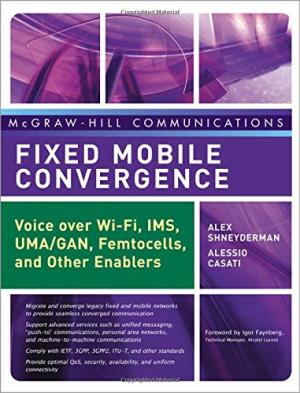 McGRAW-HILL COMMUNICATIONS
FIXED MOBILE
CONVERGENCE
Voice over Wi-Fi, IMS,
UMA/GAN, Femtocells,
and Other Enablers
ALEX
SHNEYDERMAN
ALESSIO
CASATI
Migrate and converge legacy fixed and mobile networks
to provide seamless converged communication
Support advanced services such as unified messaging,
"push-to" communications, personal area networks,
and machine-to-machine communications
Comply with IETF, 3GPP, 3GPP2, ITU-T, and other standards
Provide optimal QoS, security, availability, and uniform
connectivity
Foreword by Igor Faynberg,
Technical Manager, Alcatel Lucent